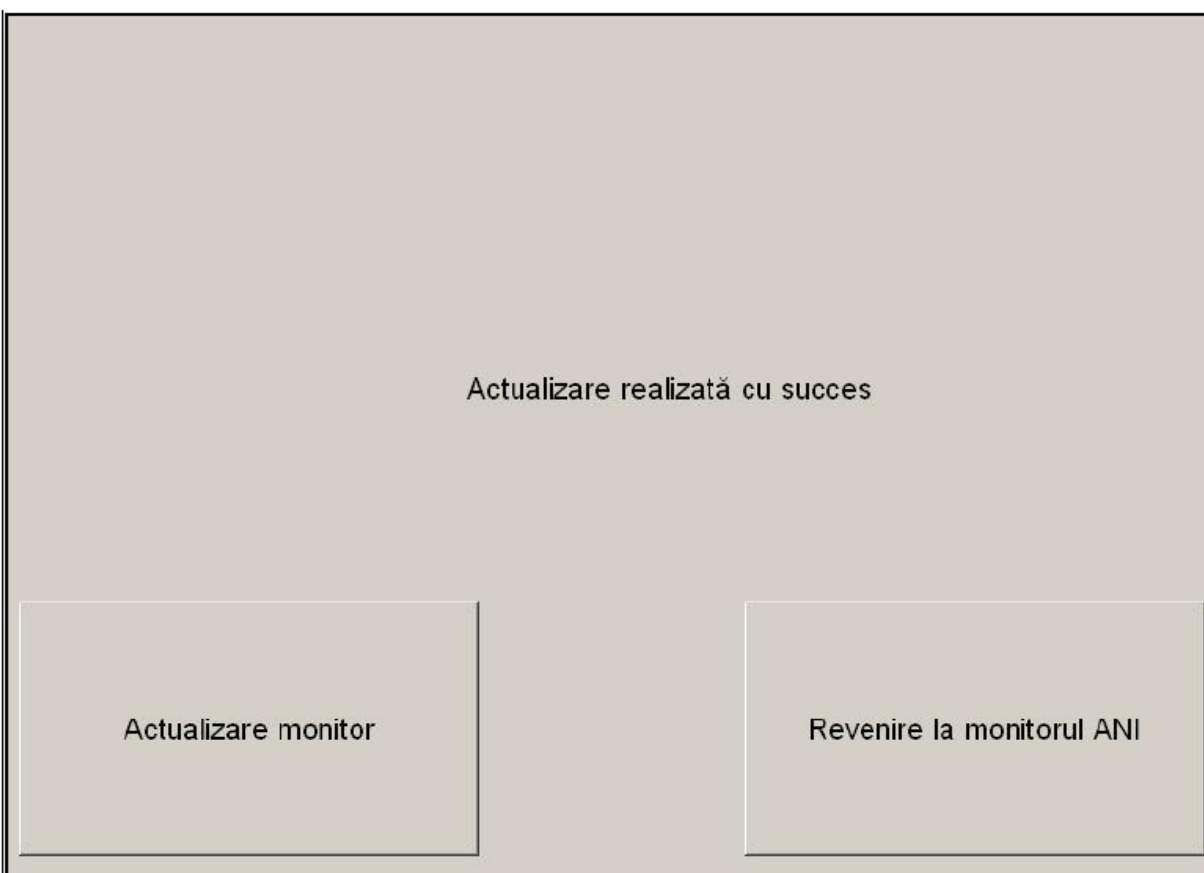 Actualizare realizată cu succes
Actualizare monitor
Revenire la monitorul ANI